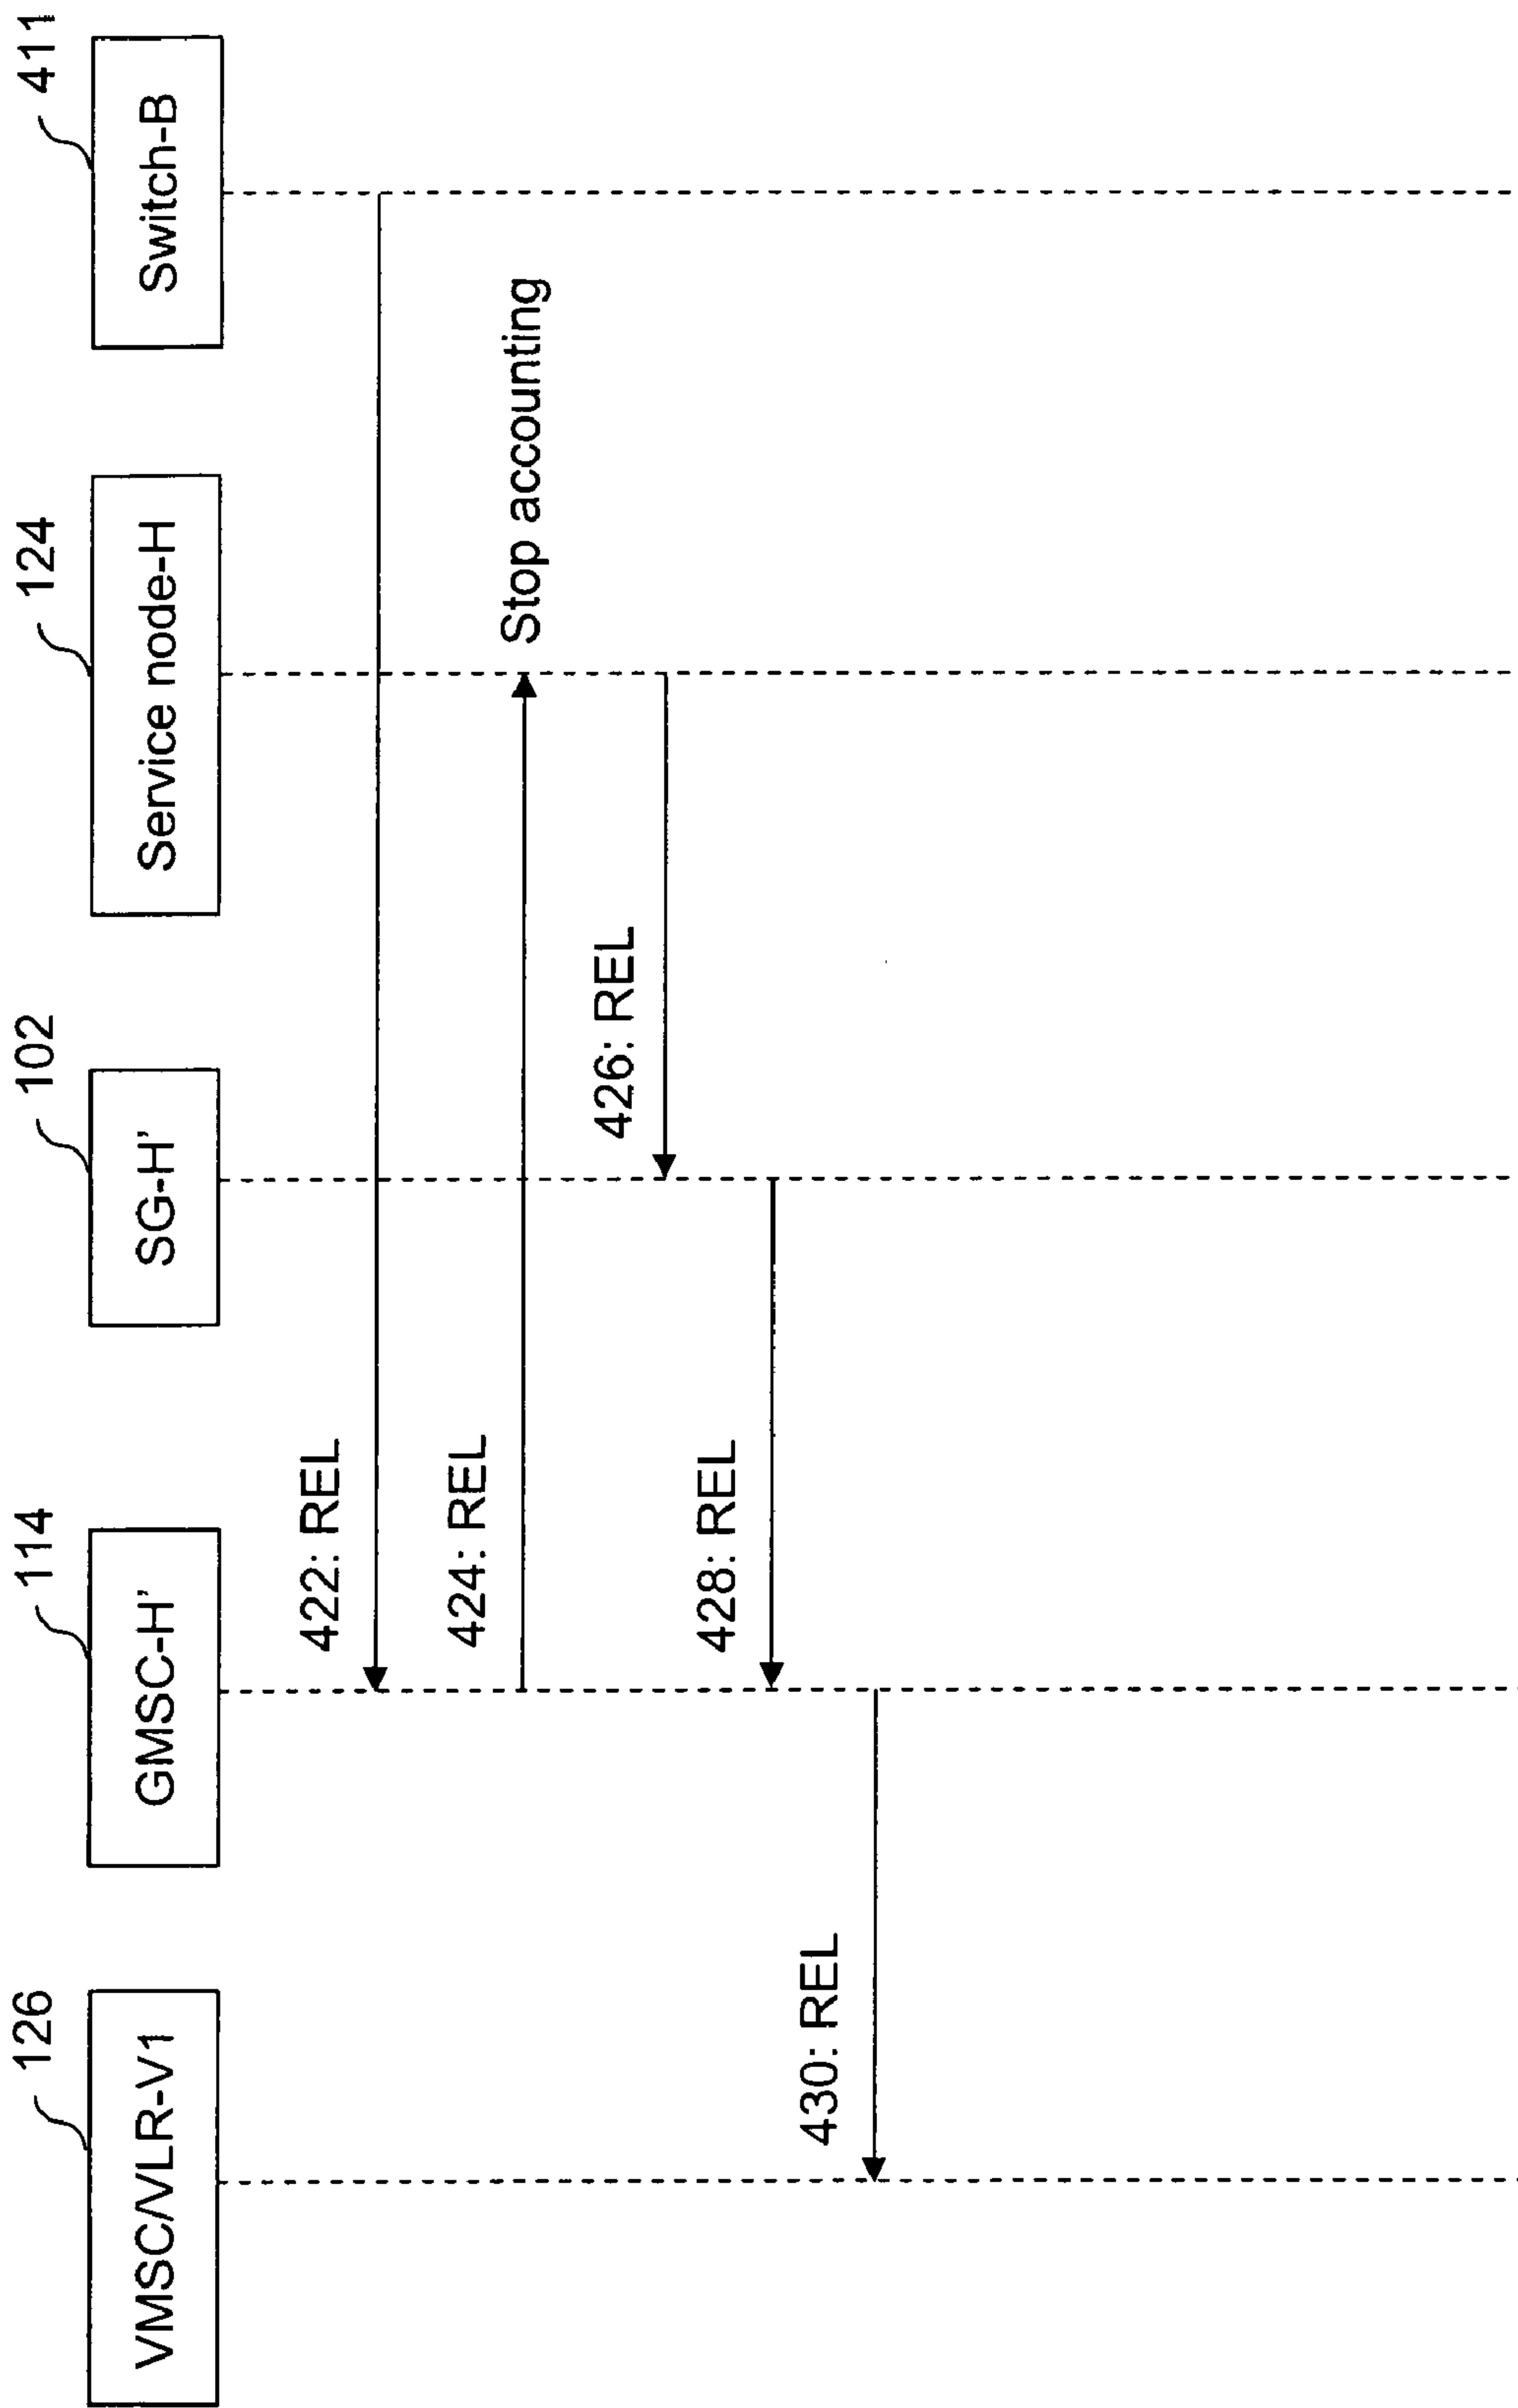 126
VMSC/VLR-V1
114
GMSC-H'
102
SG-H'
124
Service node-H
411
Switch-B
422: REL
424: REL
Stop accounting
426: REL
428: REL
430: REL